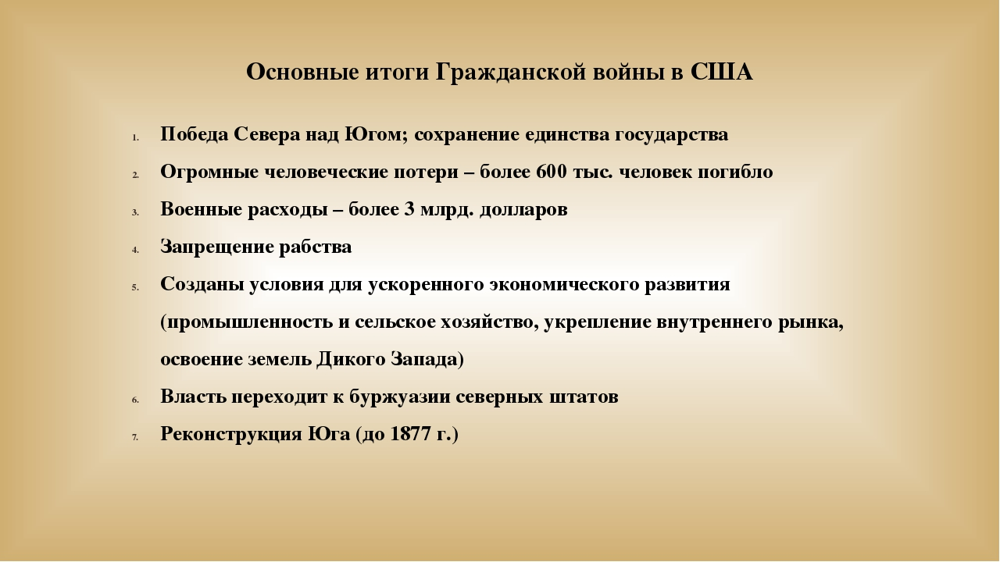 Основные итоги Гражданской войны в США
1. Победа Севера над Югом; сохранение единства государства
2. Огромные человеческие потери – более 600 тыс. человек погибло
3. Военные расходы – более 3 млрд. долларов
4. Запрещение рабства
5. Созданы условия для ускоренного экономического развития
(промышленность и сельское хозяйство, укрепление внутреннего рынка,
освоение земель Дикого Запада)
6. Власть переходит к буржуазии северных штатов
7. Реконструкция Юга (до 1877 г.)